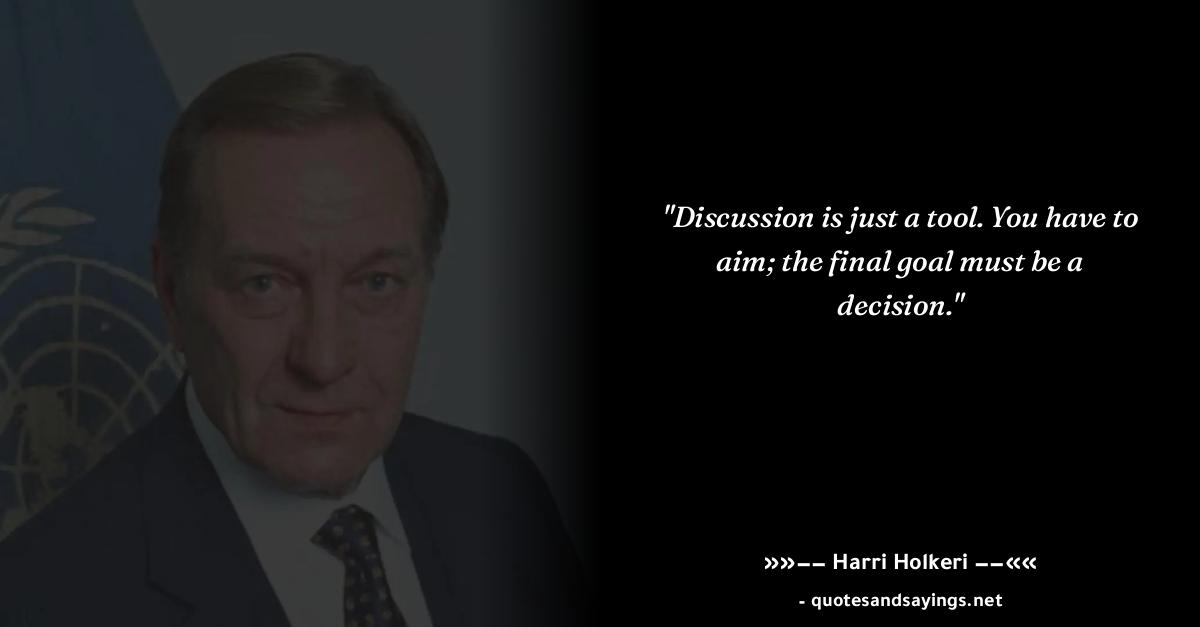 "Discussion is just a tool. You have to
aim; the final goal must be a
decision."
»»−− Harri Holkeri −−««
- quotesandsayings.net